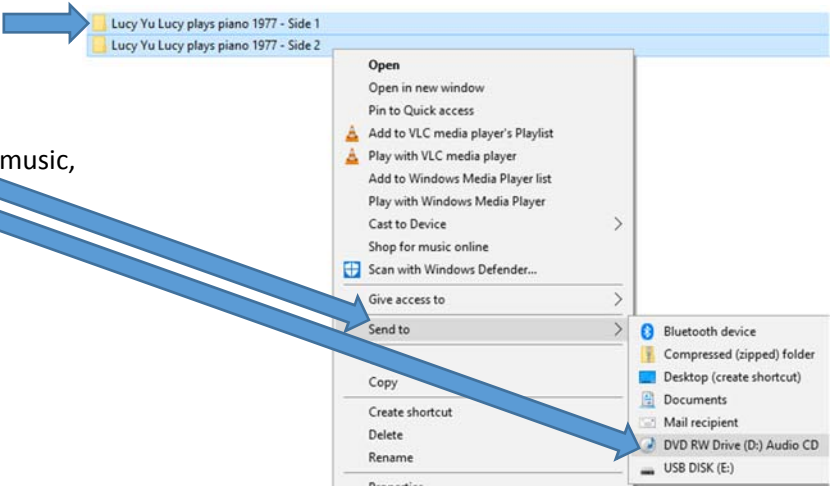 Lucy Yu Lucy plays piano 1977 - Side 1
Lucy Yu Lucy plays piano 1977 - Side 2
music,
Open
Open in new window
Pin to Quick access
Add to VLC media player's Playlist
Play with VLC media player
Add to Windows Media Player list
Play with Windows Media Player
Cast to Device
Shop for music online
Scan with Windows Defender...
Give access to
Send to
Copy
Create shortcut
Delete
Rename
Properties
Bluetooth device
Compressed (zipped) folder
Desktop (create shortcut)
Documents
Mail recipient
DVD RW Drive (D:) Audio CD
USB DISK (E:)